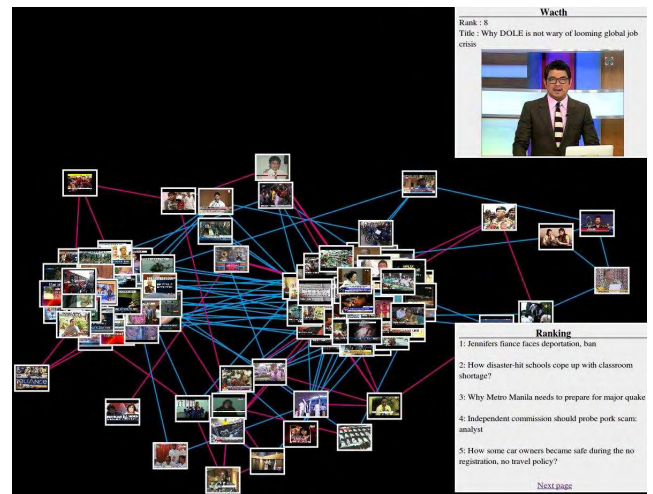 Wacth
Rank : 8
Title : Why DOLE is not wary of looming global job
crisis
Ranking
1: Jennifers fiance faces deportation, ban
2: How disaster-hit schools cope up with classroom
shortage?
3: Why Metro Manila needs to prepare for major quake
4: Independent commission should probe pork scam:
analyst
5: How some car owners became safe during the no
registration, no travel policy?
Next page